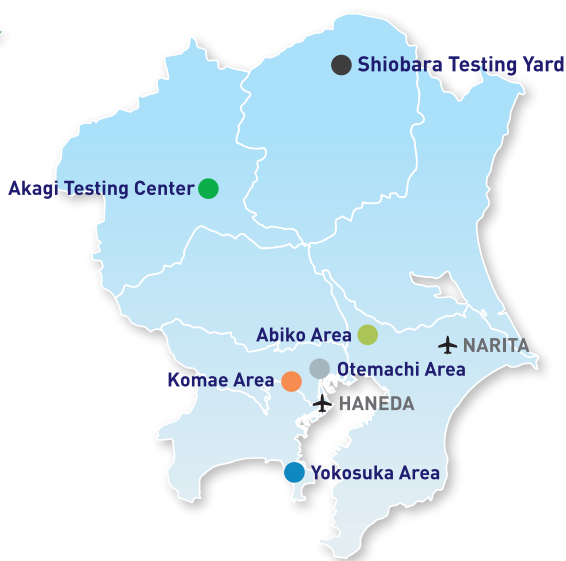 Shiobara Testing Yard
Akagi Testing Center
Abiko Area
NARITA
Otemachi Area
Komae Area
HANEDA
Yokosuka Area